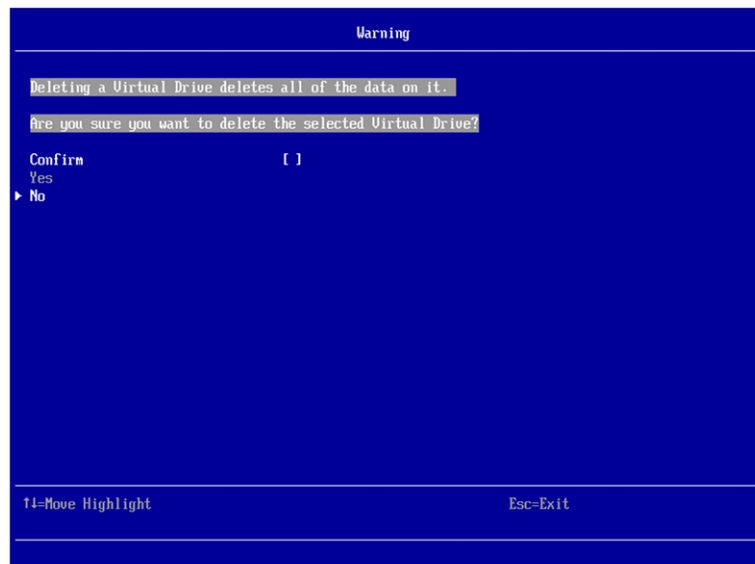 Warning
Deleting a Virtual Drive deletes all of the data on it.
Are you sure you want to delete the selected Virtual Drive?
Confirm [ ]
Yes
► No
↑↓=Move Highlight Esc=Exit